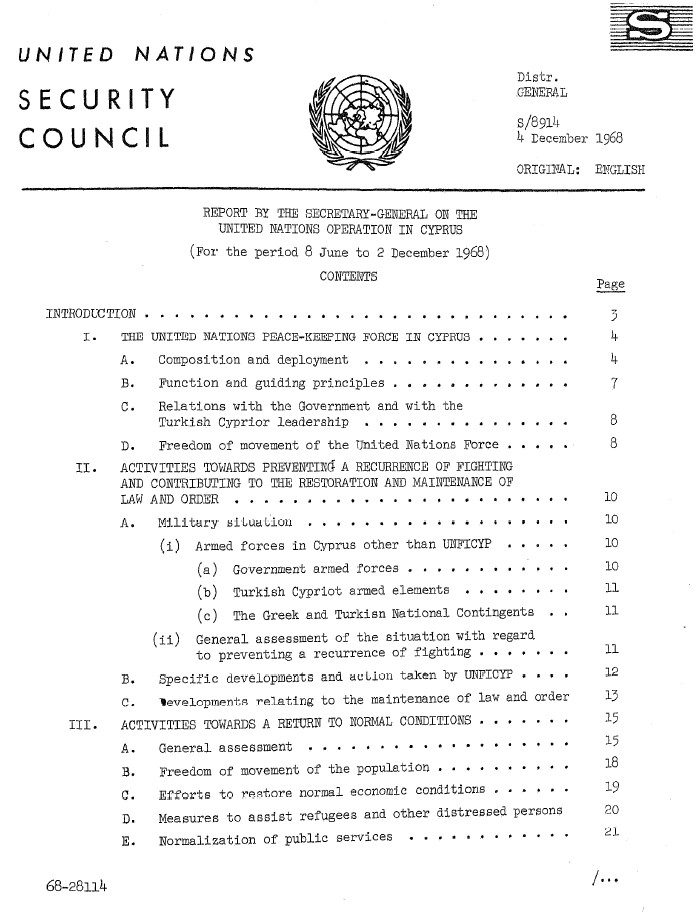 S
UNITED NATIONS
SECURITY
COUNCIL
Distr.
GENERAL
S/8914
4 December 1968
ORIGINAL: ENGLISH
REPORT BY THE SECRETARY-GENERAL ON THE
UNITED NATIONS OPERATION IN CYPRUS
(For the period 8 June to 2 December 1968)
CONTENTS
Page
INTRODUCTION . . . . . . . . . . . . . . . . . . . . . . . . . . . . . 3
I. THE UNITED NATIONS PEACE-KEEPING FORCE IN CYPRUS . . . . . . . 4
A. Composition and deployment . . . . . . . . . . . . . . . 4
B. Function and guiding principles . . . . . . . . . . . . . 7
C. Relations with the Government and with the
Turkish Cyprior leadership . . . . . . . . . . . . . . . 8
D. Freedom of movement of the United Nations Force . . . . . 8
II. ACTIVITIES TOWARDS PREVENTING A RECURRENCE OF FIGHTING
AND CONTRIBUTING TO THE RESTORATION AND MAINTENANCE OF
LAW AND ORDER . . . . . . . . . . . . . . . . . . . . . . . . 10
A. Military situation . . . . . . . . . . . . . . . . . . . 10
(i) Armed forces in Cyprus other than UNFICYP . . . . . 10
(a) Government armed forces . . . . . . . . . . . . 10
(b) Turkish Cypriot armed elements . . . . . . . . 11
(c) The Greek and Turkish National Contingents . . 11
(ii) General assessment of the situation with regard
to preventing a recurrence of fighting . . . . . . . 11
B. Specific developments and action taken by UNFICYP . . . . 12
C. Developments relating to the maintenance of law and order 13
III. ACTIVITIES TOWARDS A RETURN TO NORMAL CONDITIONS . . . . . . . 15
A. General assessment . . . . . . . . . . . . . . . . . . . 15
B. Freedom of movement of the population . . . . . . . . . . 18
C. Efforts to restore normal economic conditions . . . . . . 19
D. Measures to assist refugees and other distressed persons 20
E. Normalization of public services . . . . . . . . . . . . 21
68-28114
/...